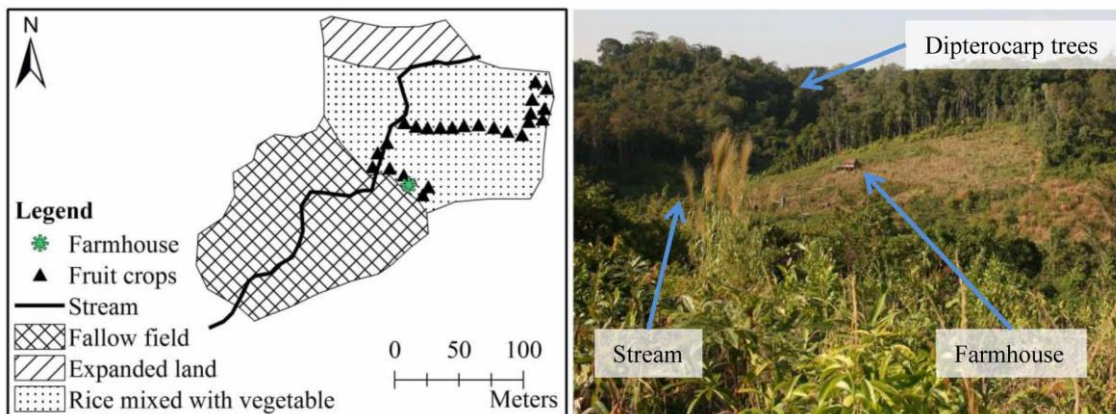 N
Legend
Farmhouse
Fruit crops
Stream
Fallow field
Expanded land
Rice mixed with vegetable
0 50 100
Meters
Dipterocarp trees
Stream
Farmhouse